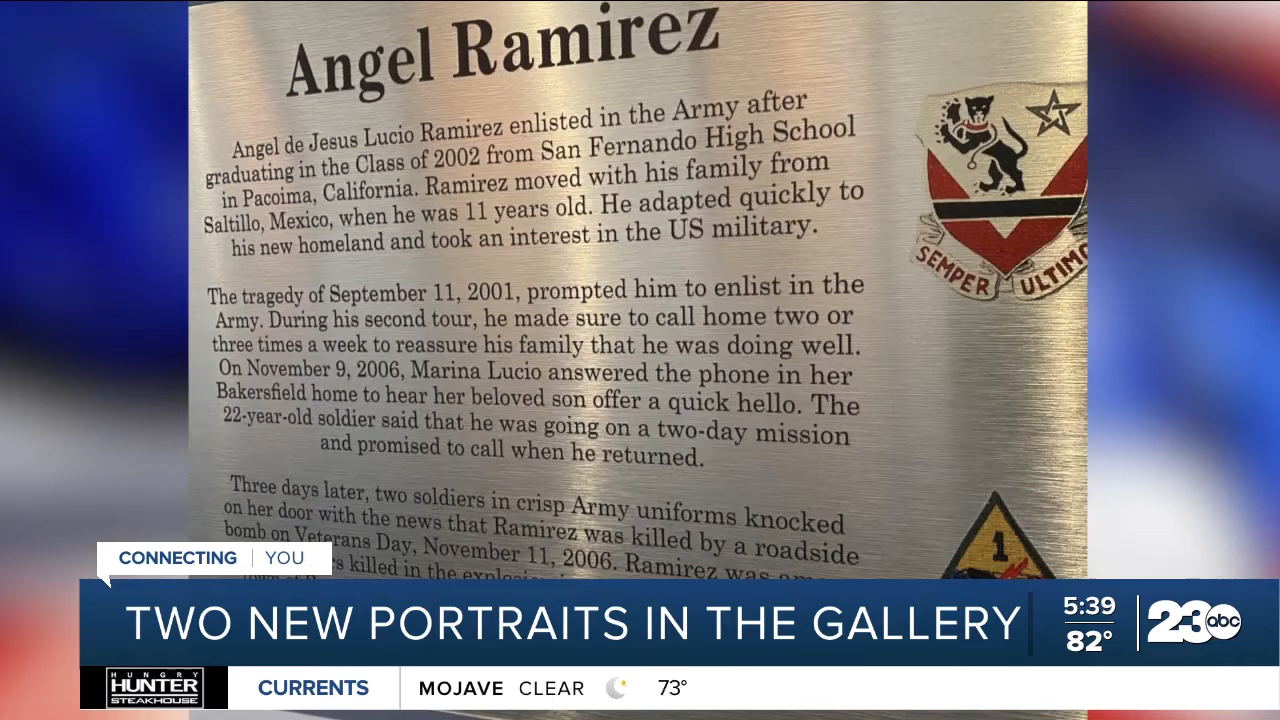 Angel Ramirez
Angel de Jesus Lucio Ramirez enlisted in the Army after
graduating in the Class of 2002 from San Fernando High School
in Pacoima, California. Ramirez moved with his family from
Saltillo, Mexico, when he was 11 years old. He adapted quickly to
his new homeland and took an interest in the US military.
SEMPER ULTIMO
The tragedy of September 11, 2001, prompted him to enlist in the
Army. During his second tour, he made sure to call home two or
three times a week to reassure his family that he was doing well.
On November 9, 2006, Marina Lucio answered the phone in her
Bakersfield home to hear her beloved son offer a quick hello. The
22-year-old soldier said that he was going on a two-day mission
and promised to call when he returned.
Three days later, two soldiers in crisp Army uniforms knocked
on her door with the news that Ramirez was killed by a roadside
bomb on Veterans Day, November 11, 2006. Ramirez was
killed in the
1
CONNECTING YOU
TWO NEW PORTRAITS IN THE GALLERY
5:39
82°
23 abc
HUNGRY
HUNTER
STEAKHOUSE
CURRENTS MOJAVE CLEAR 73°